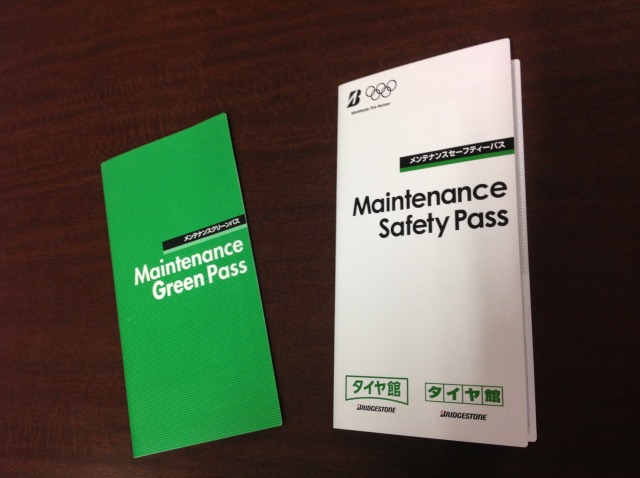 メンテナンスグリーンパス
Maintenance
Green Pass
B
Worldwide Tire Partner
メンテナンスセーフティーパス
Maintenance
Safety Pass
タイヤ館
BRIDGESTONE
タイヤ館
BRIDGESTONE